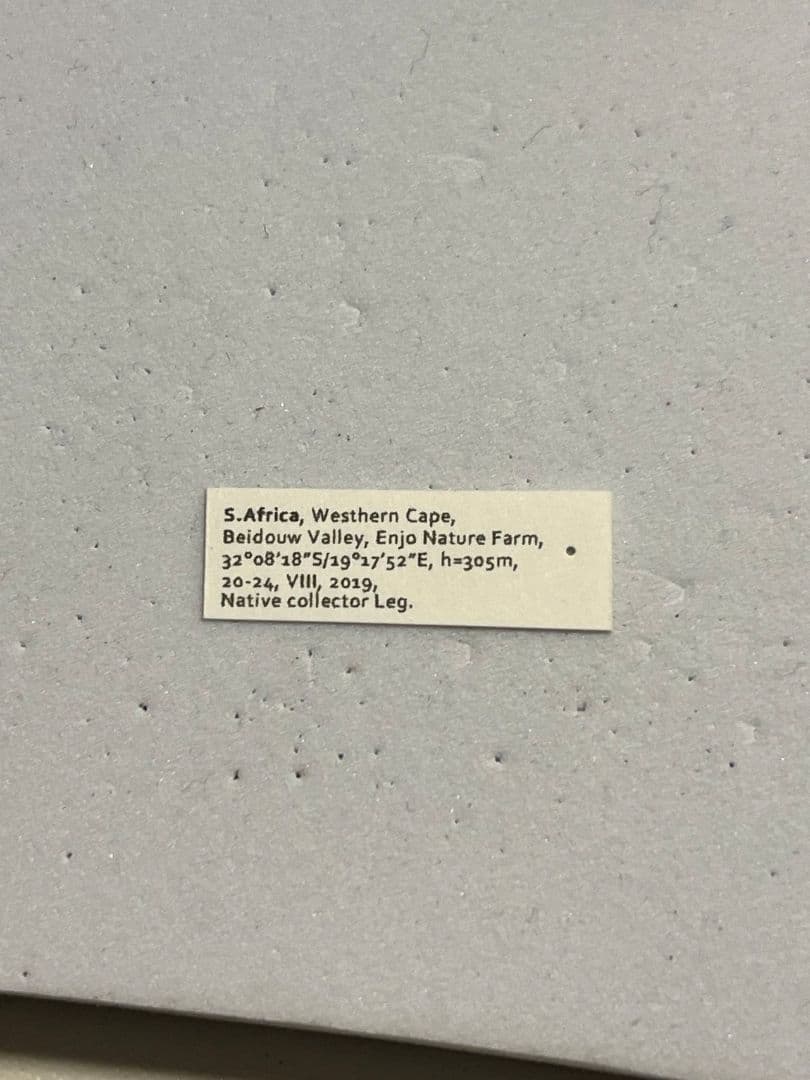 S.Africa, Westhern Cape,
Beidouw Valley, Enjo Nature Farm,
32°08'18"S/19°17'52"E, h=305m,
20-24, VIII, 2019,
Native collector Leg.